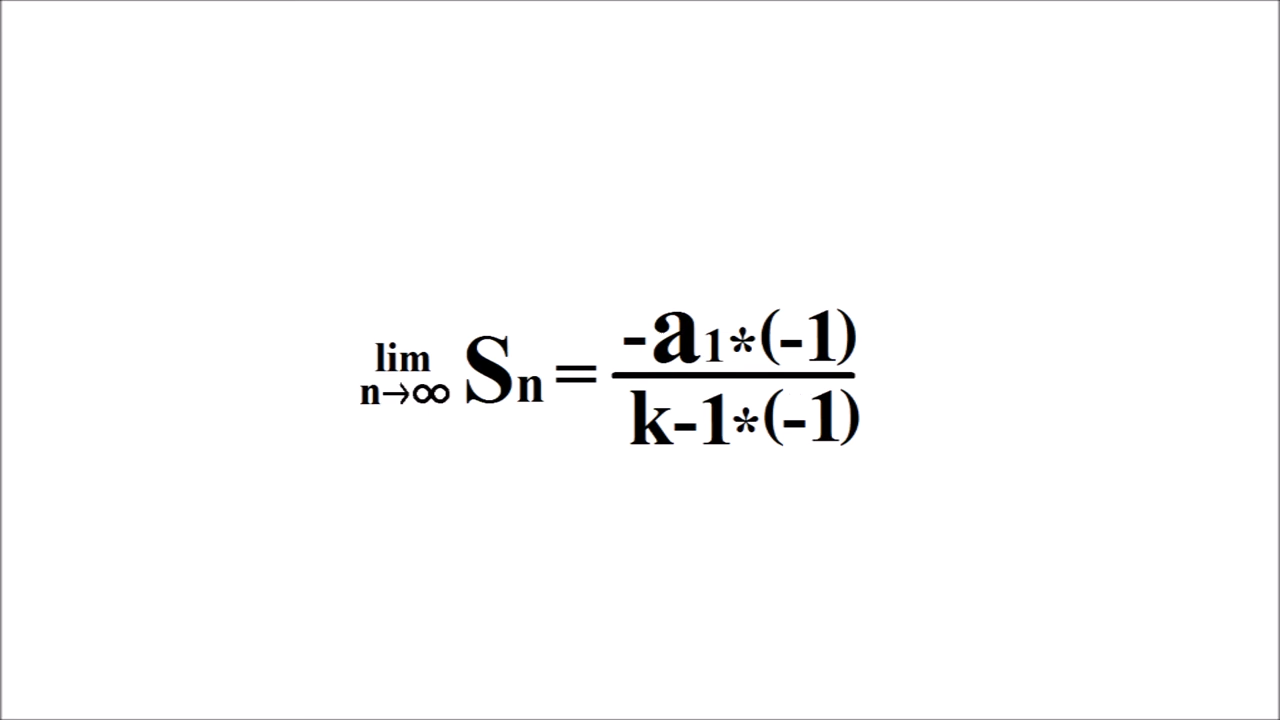 lim n→∞ Sn = -a1*(-1)
k-1*(-1)